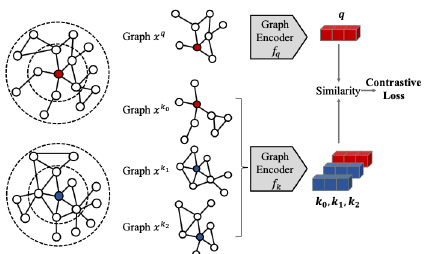 Graph x^q
Graph Encoder f_q
q
Graph x^{k_0}
Similarity
Contrastive Loss
Graph x^{k_1}
Graph Encoder f_k
Graph x^{k_2}
k_0, k_1, k_2